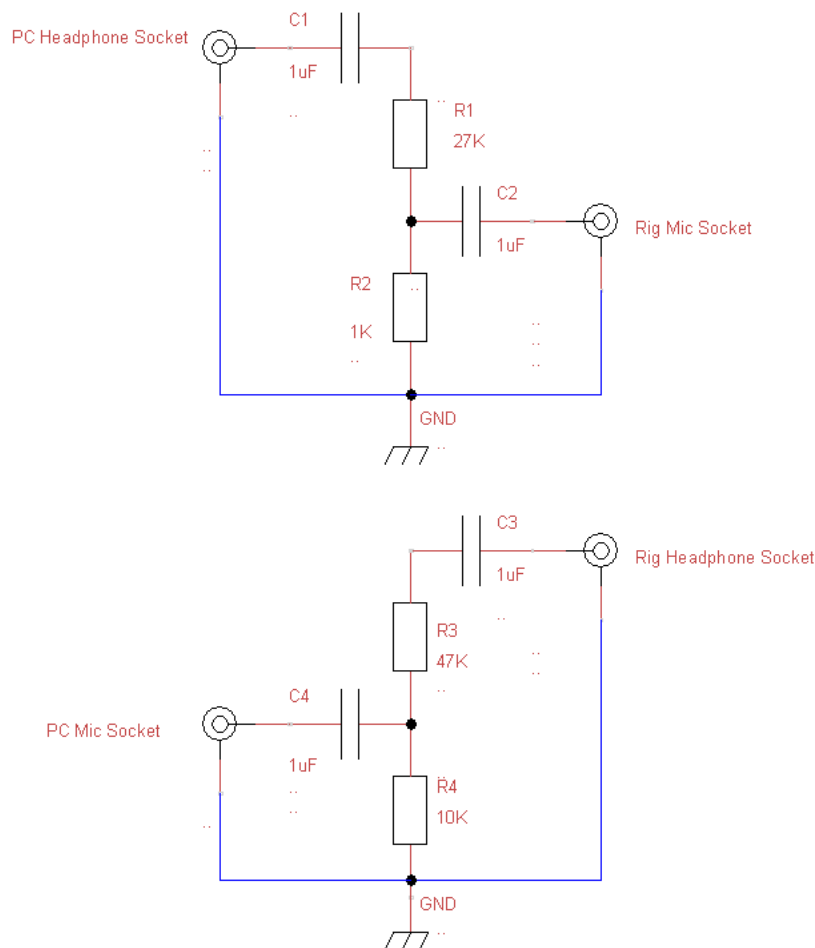 C1
PC Headphone Socket
1uF
R1
27K
C2
Rig Mic Socket
1uF
R2
1K
GND
C3
Rig Headphone Socket
1uF
R3
47K
C4
PC Mic Socket
1uF
R4
10K
GND